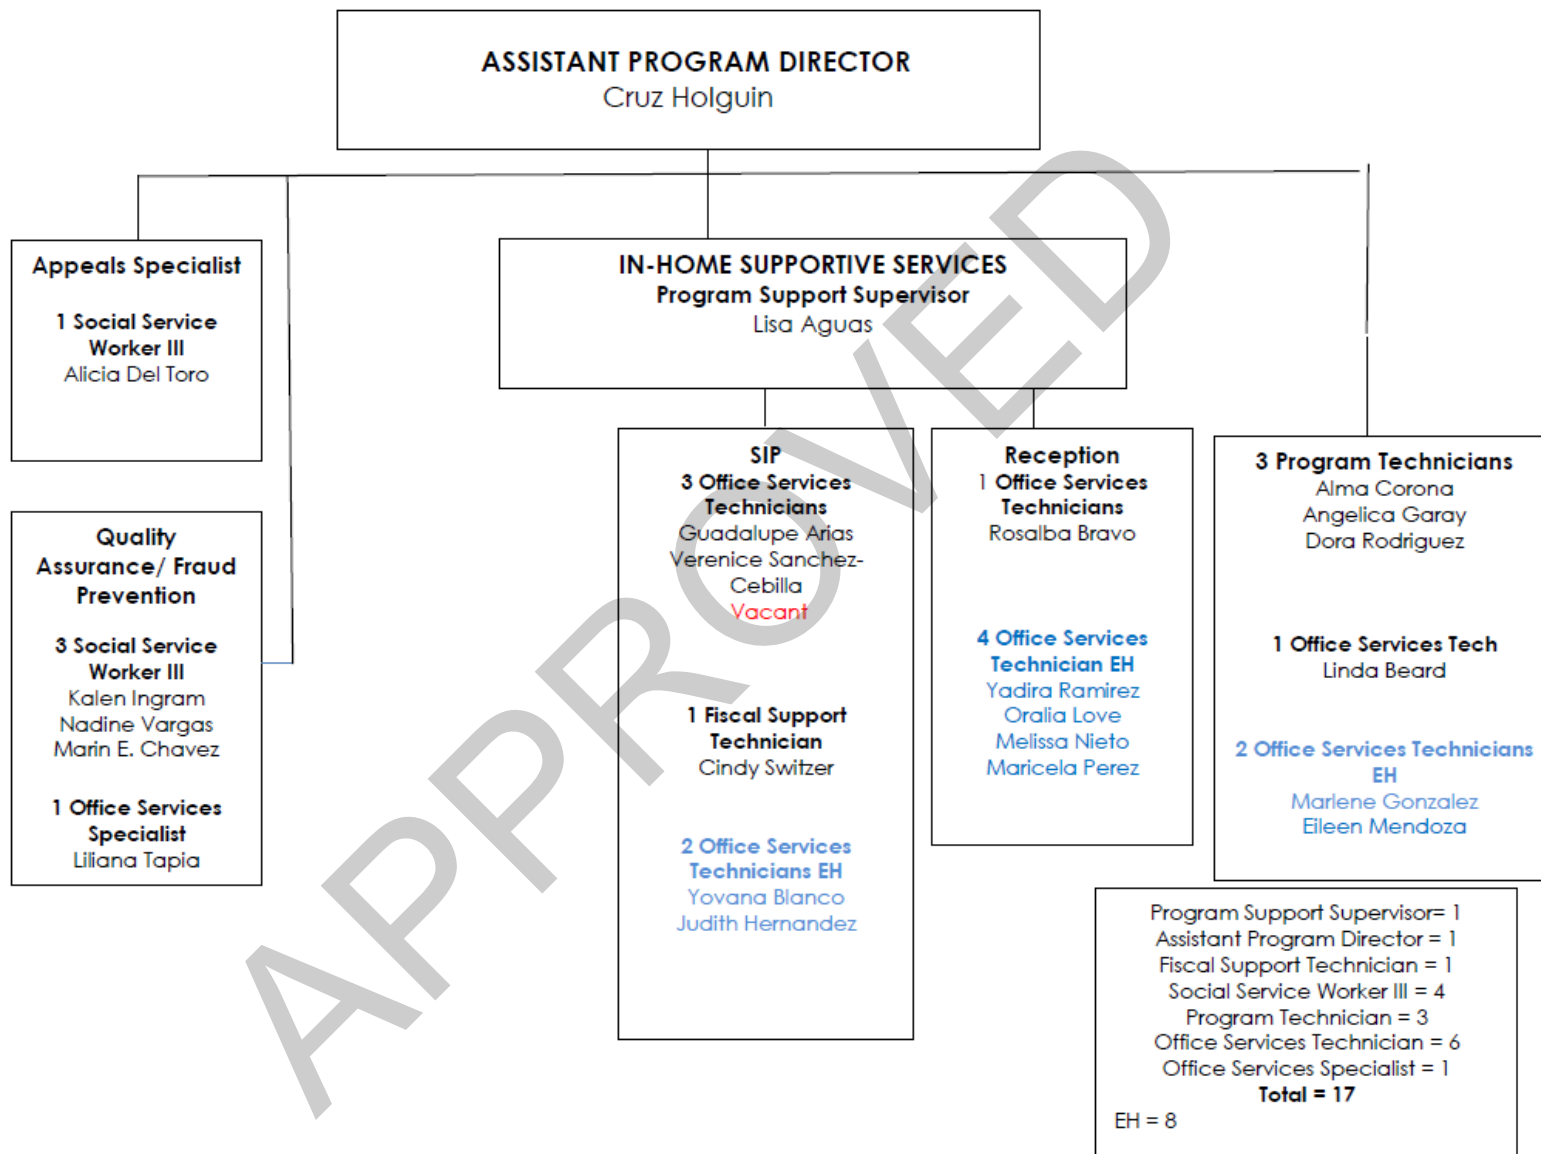 ASSISTANT PROGRAM DIRECTOR
Cruz Holguin
Appeals Specialist
1 Social Service
Worker III
Alicia Del Toro
Quality
Assurance/ Fraud
Prevention
3 Social Service
Worker III
Kalen Ingram
Nadine Vargas
Marin E. Chavez
1 Office Services
Specialist
Liliana Tapia
IN-HOME SUPPORTIVE SERVICES
Program Support Supervisor
Lisa Aguas
SIP
3 Office Services
Technicians
Guadalupe Arias
Verenice Sanchez-
Cebilla
Vacant
1 Fiscal Support
Technician
Cindy Switzer
2 Office Services
Technicians EH
Yovana Blanco
Judith Hernandez
Reception
1 Office Services
Technicians
Rosalba Bravo
4 Office Services
Technician EH
Yadira Ramirez
Oralia Love
Melissa Nieto
Maricela Perez
3 Program Technicians
Alma Corona
Angelica Garay
Dora Rodriguez
1 Office Services Tech
Linda Beard
2 Office Services Technicians
EH
Marlene Gonzalez
Eileen Mendoza
Program Support Supervisor= 1
Assistant Program Director = 1
Fiscal Support Technician = 1
Social Service Worker III = 4
Program Technician = 3
Office Services Technician = 6
Office Services Specialist = 1
Total = 17
EH = 8
APPROVED